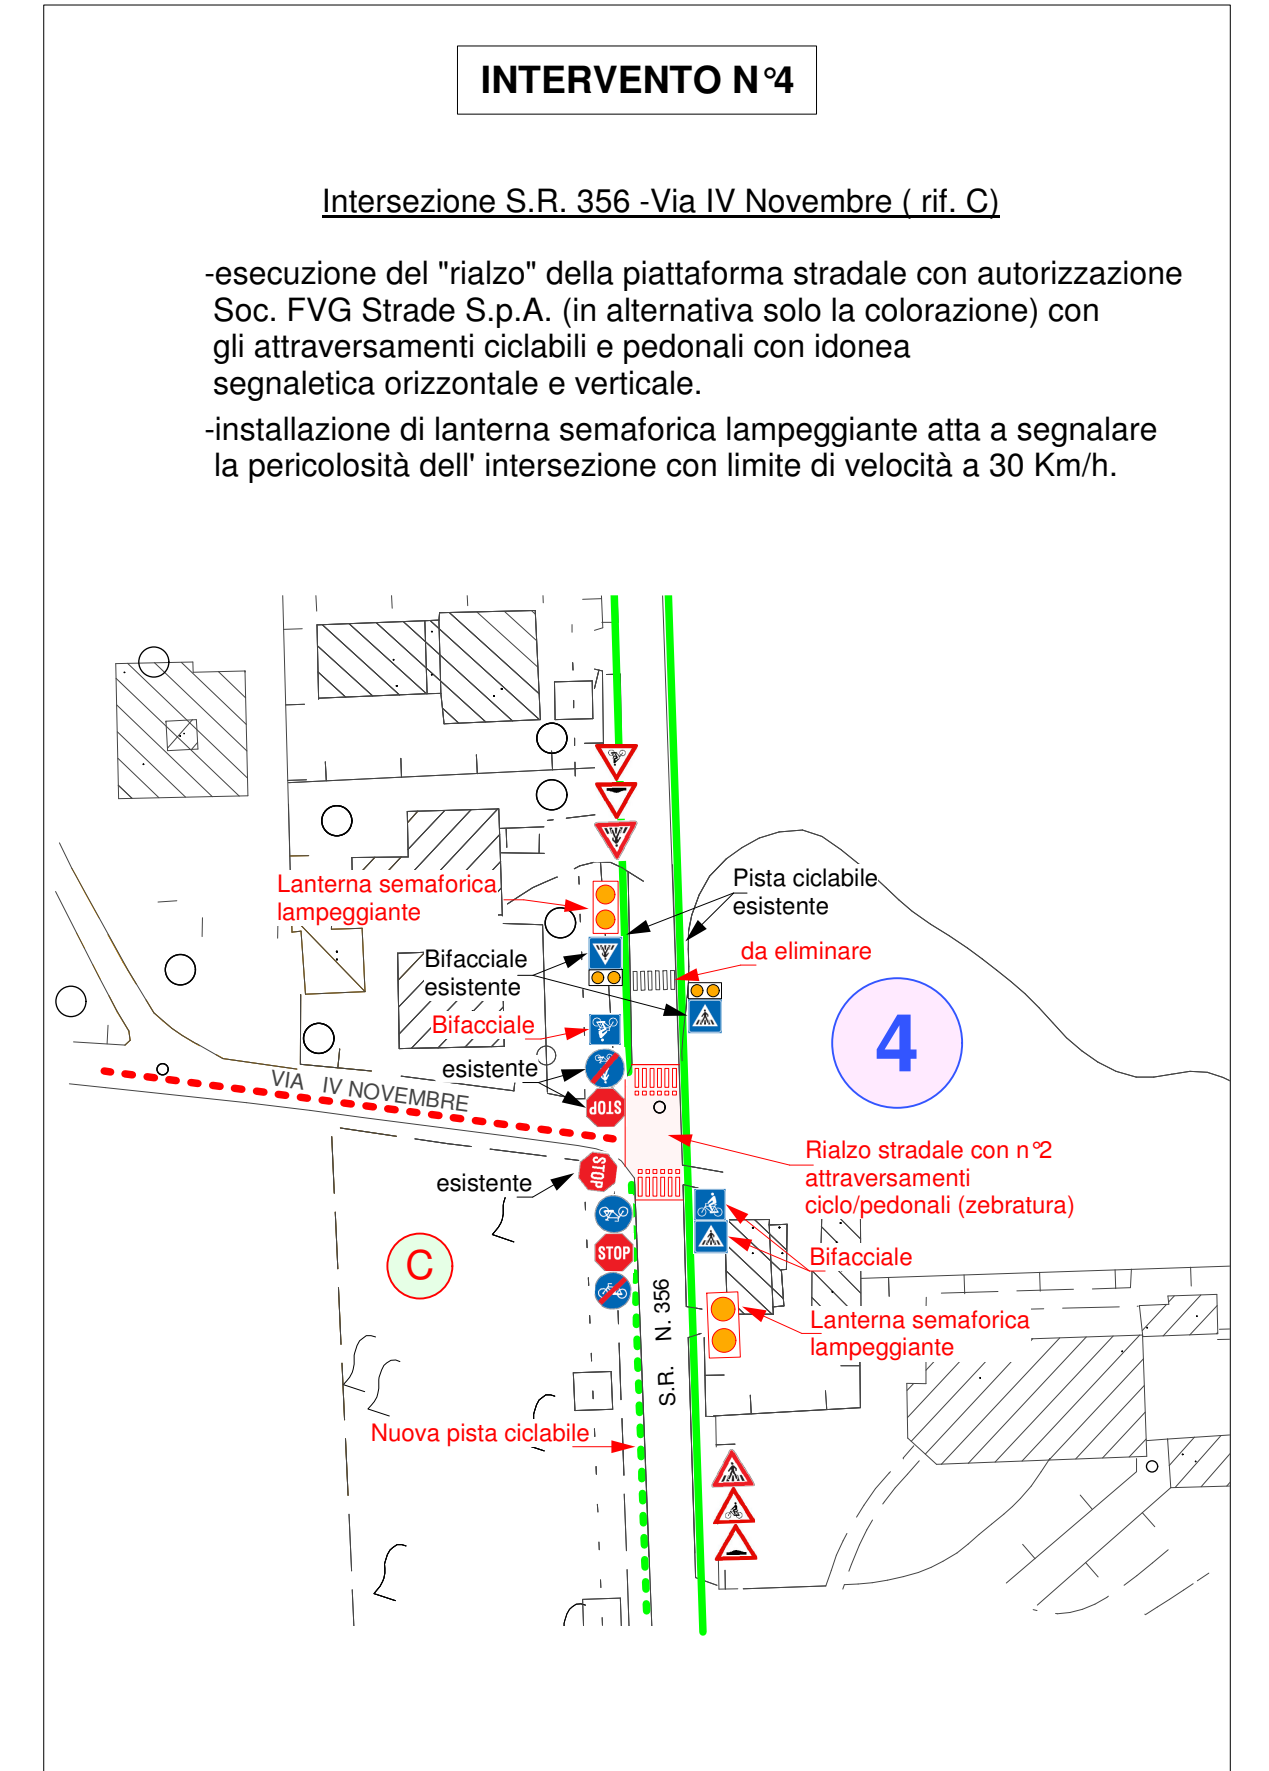 INTERVENTO N°4
Intersezione S.R. 356 -Via IV Novembre ( rif. C)
-esecuzione del "rialzo" della piattaforma stradale con autorizzazione
Soc. FVG Strade S.p.A. (in alternativa solo la colorazione) con
gli attraversamenti ciclabili e pedonali con idonea
segnaletica orizzontale e verticale.
-installazione di lanterna semaforica lampeggiante atta a segnalare
la pericolosità dell' intersezione con limite di velocità a 30 Km/h.
Lanterna semaforica
lampeggiante
Pista ciclabile
esistente
da eliminare
Bifacciale
esistente
Bifacciale
4
esistente
VIA IV NOVEMBRE
STOP
STOP
esistente
Rialzo stradale con n°2
attraversamenti
ciclo/pedonali (zebratura)
C
STOP
Bifacciale
S.R. N. 356
Lanterna semaforica
lampeggiante
Nuova pista ciclabile